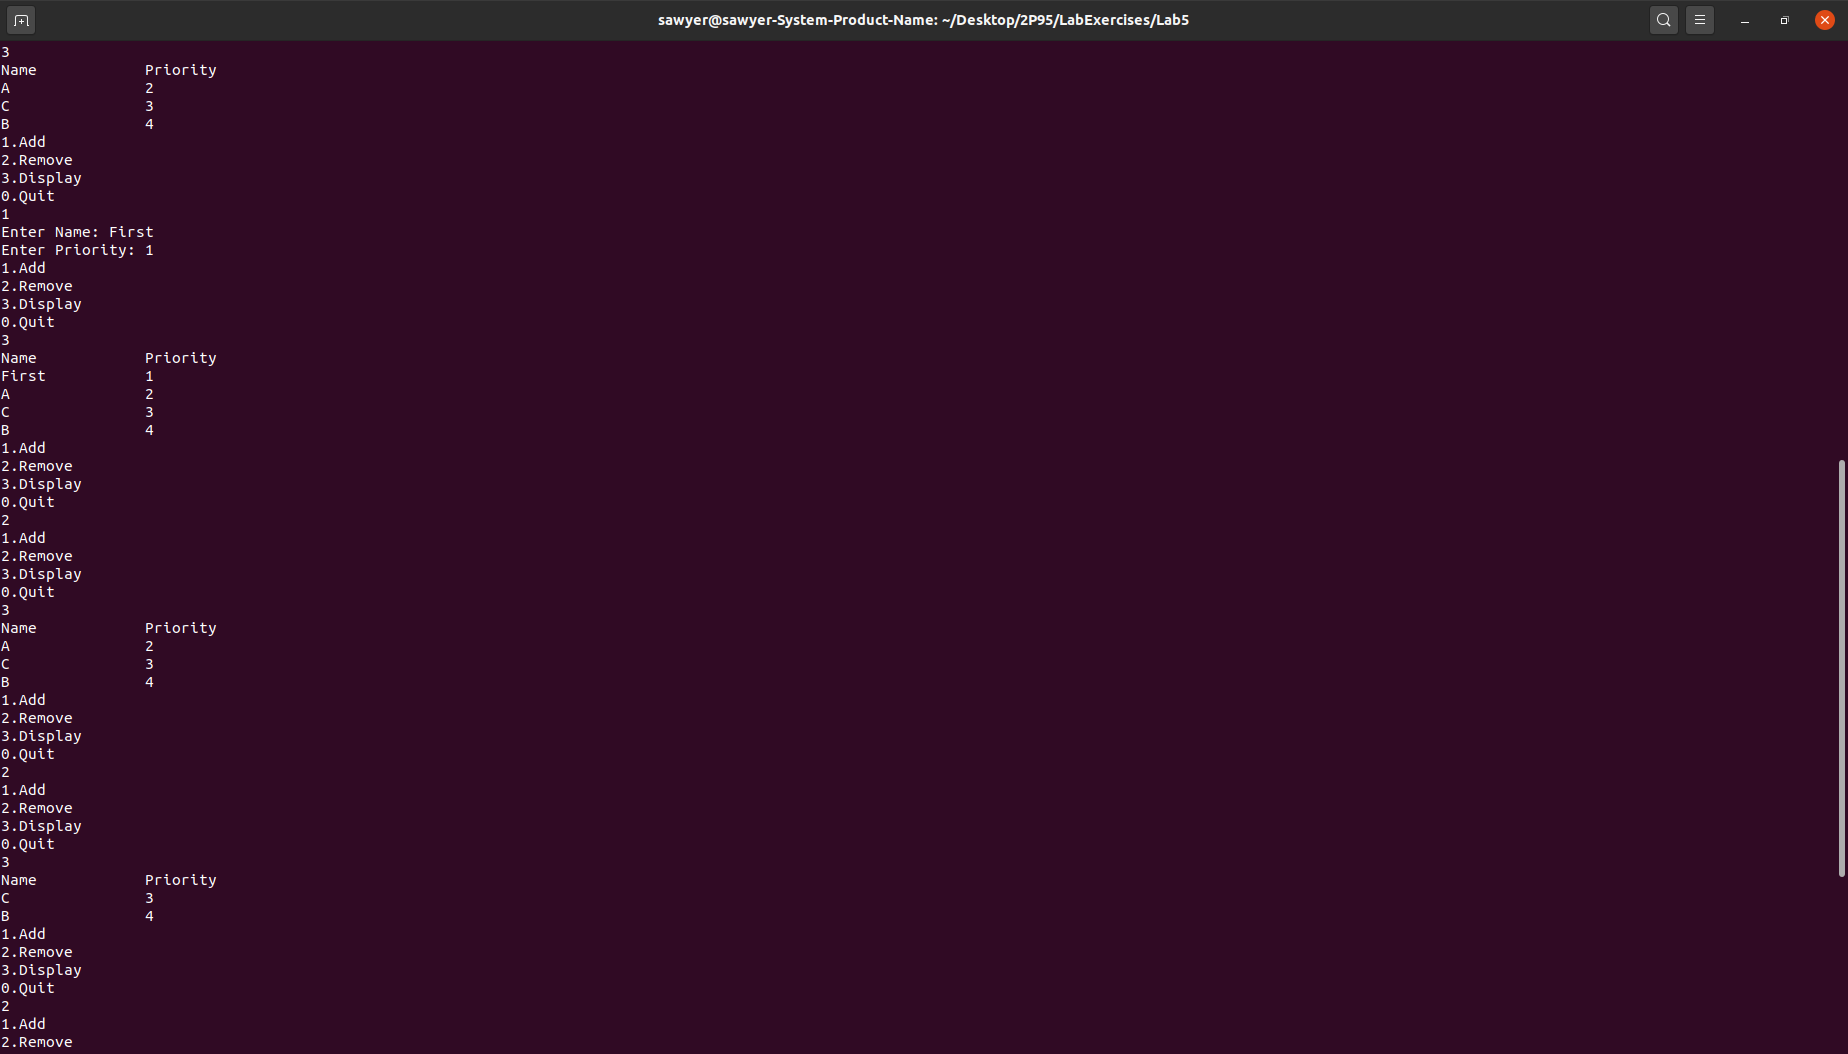 sawyer@sawyer-System-Product-Name: ~/Desktop/2P95/LabExercises/Lab5
3
Name            Priority
A               2
C               3
B               4
1.Add
2.Remove
3.Display
0.Quit
1
Enter Name: First
Enter Priority: 1
1.Add
2.Remove
3.Display
0.Quit
3
Name            Priority
First           1
A               2
C               3
B               4
1.Add
2.Remove
3.Display
0.Quit
2
1.Add
2.Remove
3.Display
0.Quit
3
Name            Priority
A               2
C               3
B               4
1.Add
2.Remove
3.Display
0.Quit
2
1.Add
2.Remove
3.Display
0.Quit
3
Name            Priority
C               3
B               4
1.Add
2.Remove
3.Display
0.Quit
2
1.Add
2.Remove